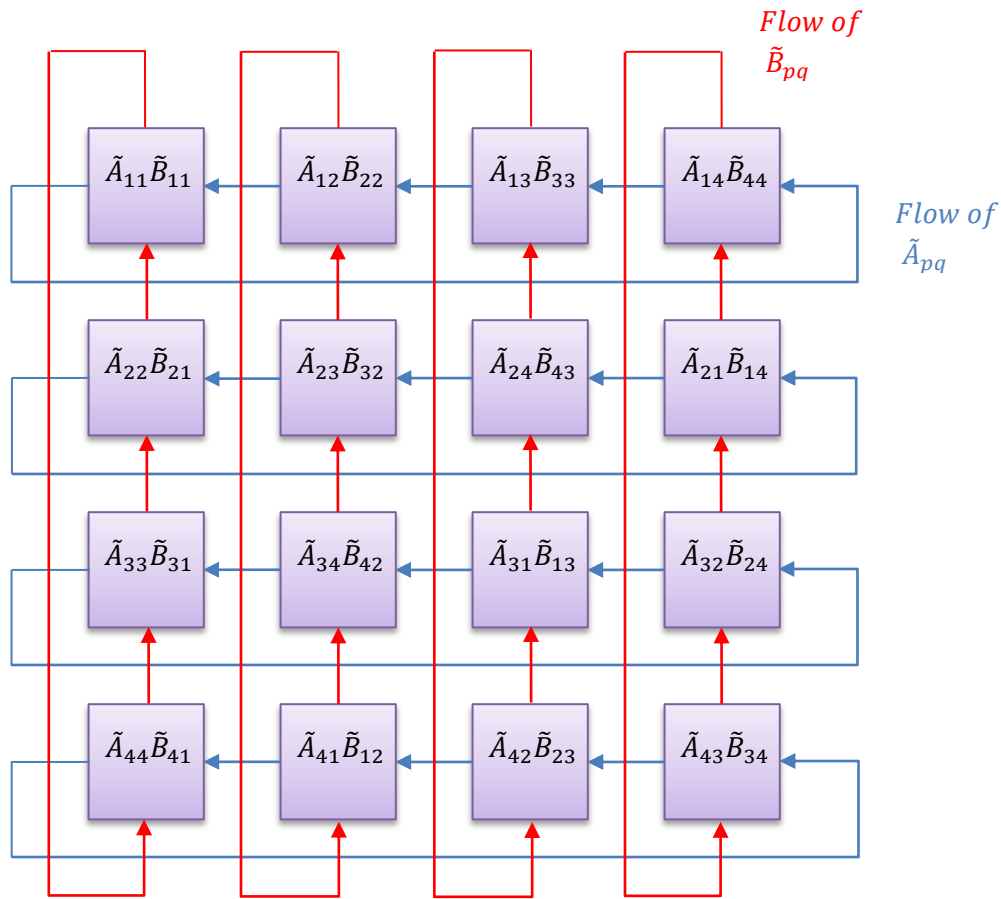 Flow of
B̃pq
Ã11B̃11 Ã12B̃22 Ã13B̃33 Ã14B̃44
Flow of
Ãpq
Ã22B̃21 Ã23B̃32 Ã24B̃43 Ã21B̃14
Ã33B̃31 Ã34B̃42 Ã31B̃13 Ã32B̃24
Ã44B̃41 Ã41B̃12 Ã42B̃23 Ã43B̃34